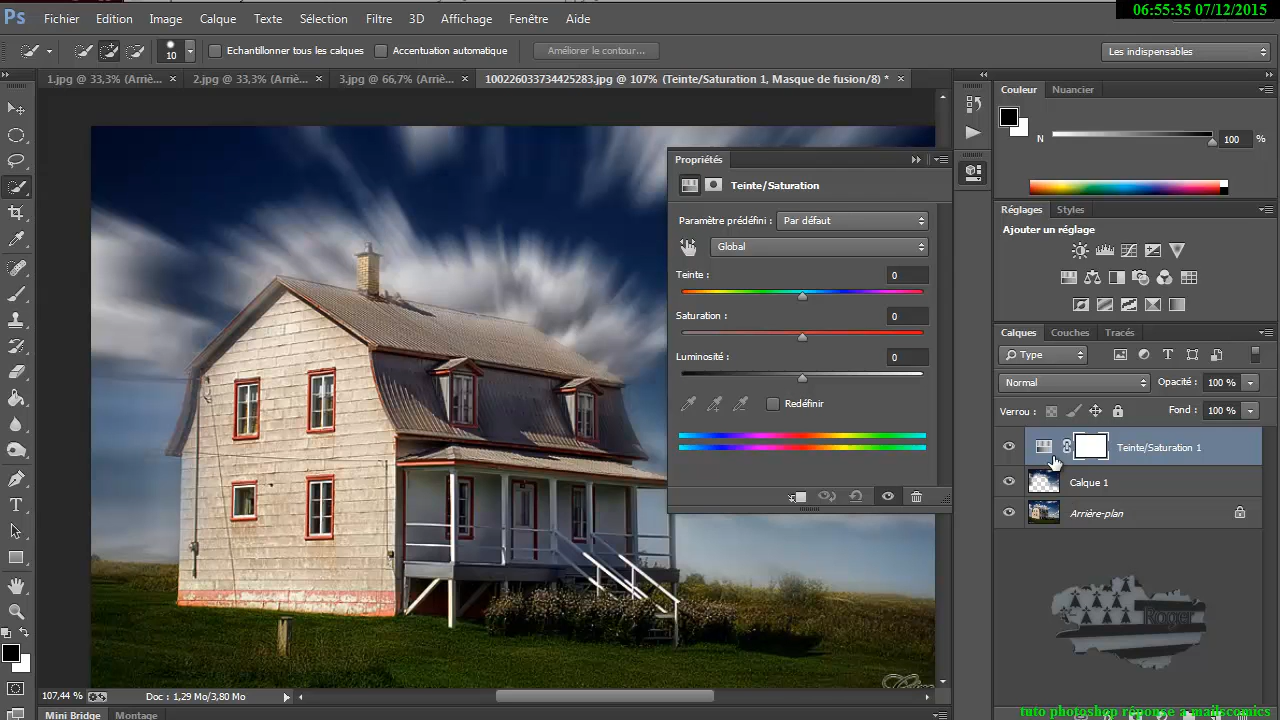 06:55:35 07/12/2015
Ps Fichier Edition Image Calque Texte Sélection Filtre 3D Affichage Fenêtre Aide
10 Echantillonner tous les calques Accentuation automatique Améliorer le contour... Les indispensables
1.jpg @ 33,3% (Arriè... × 2.jpg @ 33,3% (Arriè... × 3.jpg @ 66,7% (Arriè... × 100226033734425283.jpg @ 107% (Teinte/Saturation 1, Masque de fusion/8) * ×
Couleur Nuancier
N 100 %
Propriétés
Teinte/Saturation
Paramètre prédéfini : Par défaut
Global
Teinte : 0
Saturation : 0
Luminosité : 0
Redéfinir
Réglages Styles
Ajouter un réglage
Calques Couches Tracés
Type
Normal Opacité : 100 %
Verrou : Fond : 100 %
Teinte/Saturation 1
Calque 1
Arrière-plan
Roger
107,44 % Doc : 1,29 Mo/3,80 Mo
Mini Bridge Montage
tuto photoshop réponse a mailscomics